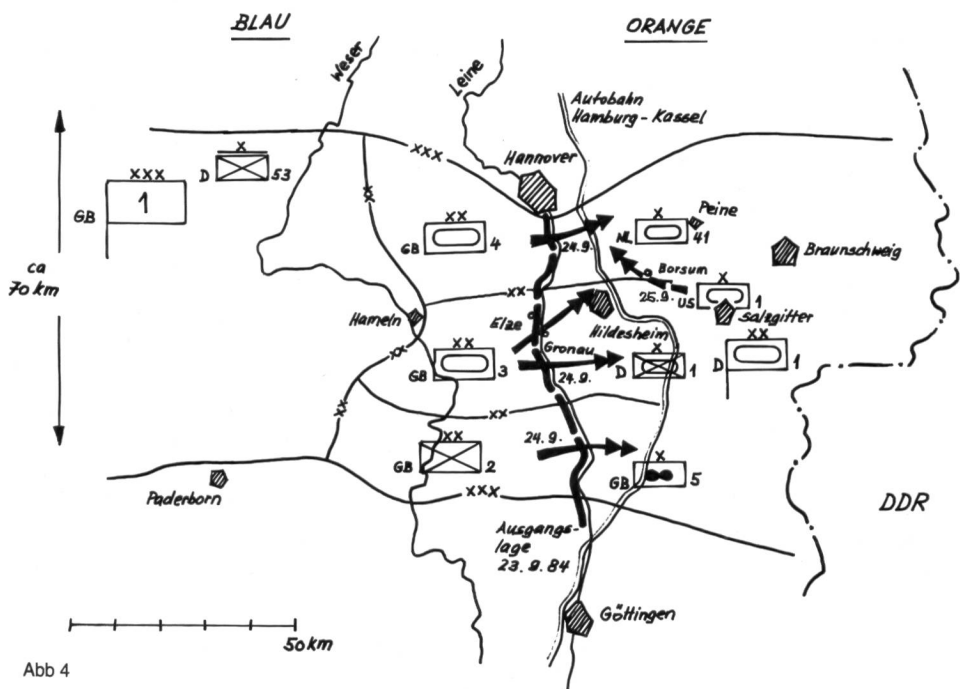 BLAU
ORANGE
Weser
Leine
Autobahn
Hamburg - Kassel
xxx
Hannover
x
D 53
xxx
GB 1
xx
xx
GB 4
24.9.
x
NL 41
Peine
Braunschweig
ca
70 km
Borsum
25.9.
xx
x
US 1
Salzgitter
Hameln
Elze
Hildesheim
Gronau
xx
xx
GB 3
24.9.
x
D 1
xx
D 1
xx
xx
24.9.
xx
GB 2
x
GB 5
Paderborn
xxx
DDR
Ausgangs-
lage
23.9.84
Göttingen
50 km
Abb 4